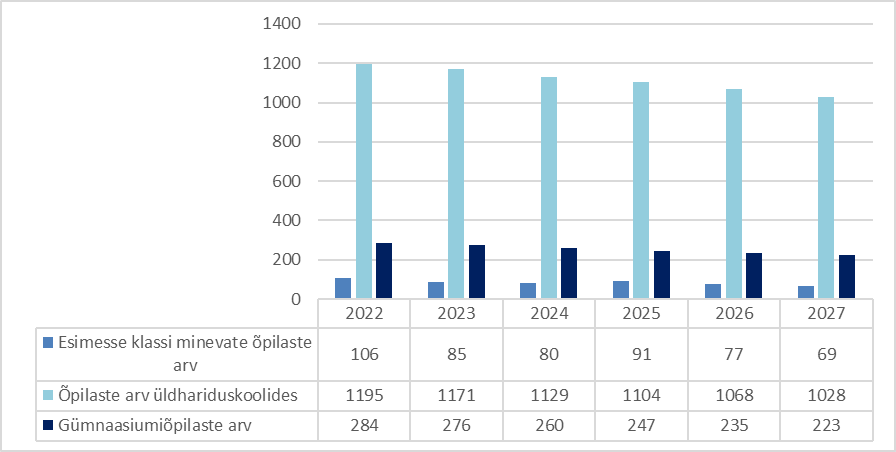 1400
1200
1000
800
600
400
200
0
2022 2023 2024 2025 2026 2027
Esimesse klassi minevate õpilaste
arv
106 85 80 91 77 69
Õpilaste arv üldhariduskoolides 1195 1171 1129 1104 1068 1028
Gümnaasiumiõpilaste arv 284 276 260 247 235 223